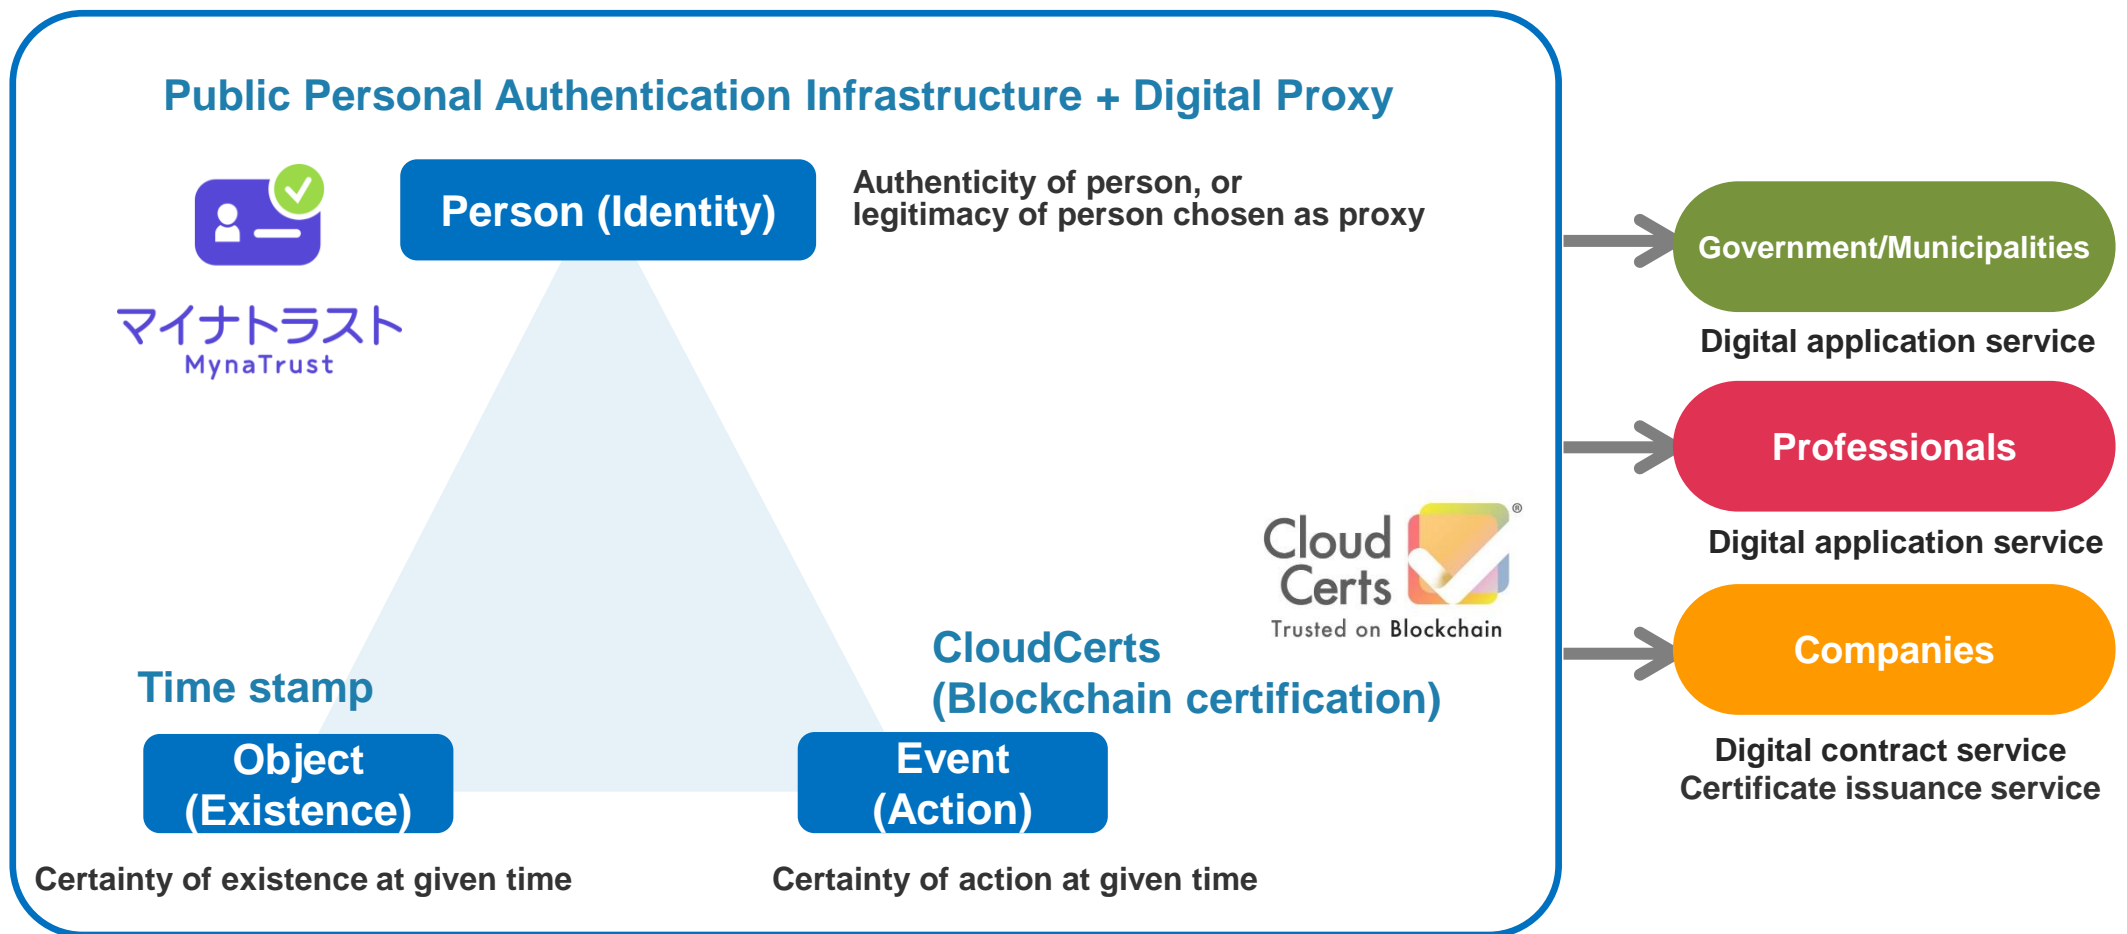 Public Personal Authentication Infrastructure + Digital Proxy
Person (Identity)
Authenticity of person, or
legitimacy of person chosen as proxy
マイナトラスト
MynaTrust
Cloud
Certs
®
Trusted on Blockchain
Time stamp
Object
(Existence)
Certainty of existence at given time
CloudCerts
(Blockchain certification)
Event
(Action)
Certainty of action at given time
Government/Municipalities
Digital application service
Professionals
Digital application service
Companies
Digital contract service
Certificate issuance service